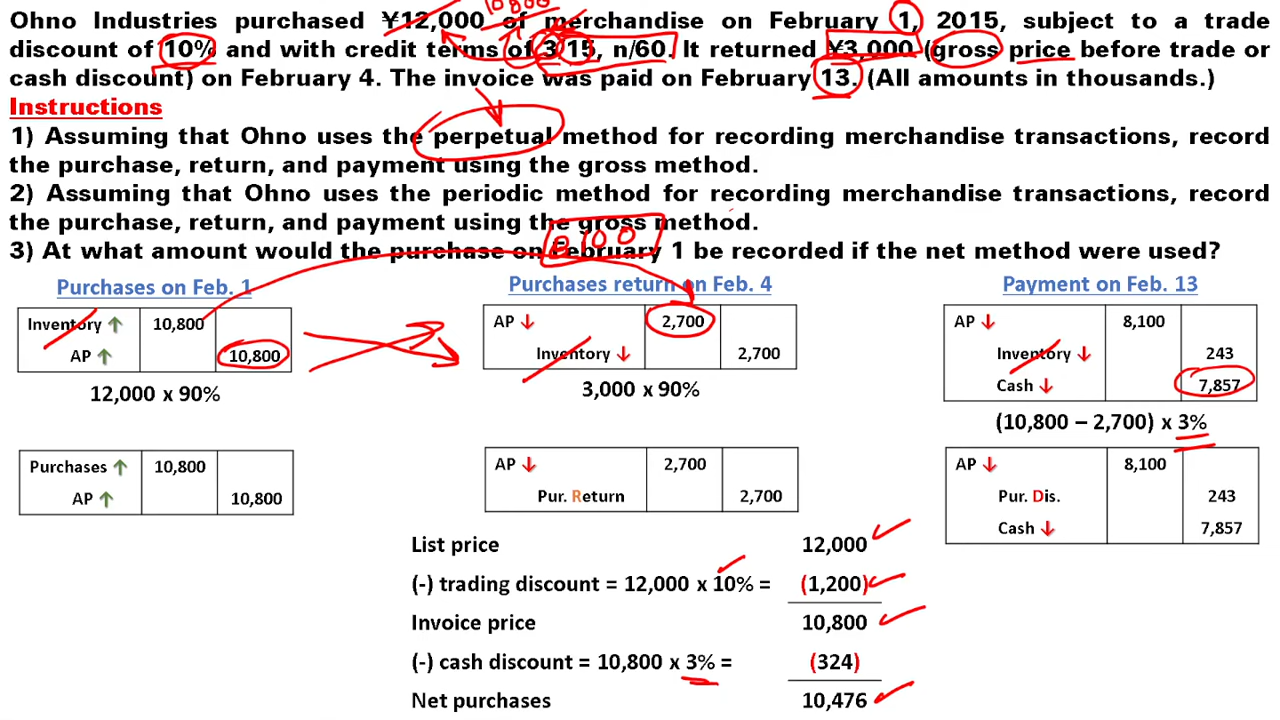 10800
Ohno Industries purchased ¥12,000 of merchandise on February 1, 2015, subject to a trade
discount of 10% and with credit terms of 3/15, n/60. It returned ¥3,000 (gross price before trade or
cash discount) on February 4. The invoice was paid on February 13. (All amounts in thousands.)
Instructions
1) Assuming that Ohno uses the perpetual method for recording merchandise transactions, record
the purchase, return, and payment using the gross method.
2) Assuming that Ohno uses the periodic method for recording merchandise transactions, record
the purchase, return, and payment using the gross method.
8100
3) At what amount would the purchase on February 1 be recorded if the net method were used?
Purchases on Feb. 1
Inventory ↑ 10,800
AP ↑ 10,800
12,000 x 90%
Purchases return on Feb. 4
AP ↓ 2,700
Inventory ↓ 2,700
3,000 x 90%
Payment on Feb. 13
AP ↓ 8,100
Inventory ↓ 243
Cash ↓ 7,857
(10,800 – 2,700) x 3%
Purchases ↑ 10,800
AP ↑ 10,800
AP ↓ 2,700
Pur. Return 2,700
AP ↓ 8,100
Pur. Dis. 243
Cash ↓ 7,857
List price 12,000
(-) trading discount = 12,000 x 10% = (1,200)
Invoice price 10,800
(-) cash discount = 10,800 x 3% = (324)
Net purchases 10,476